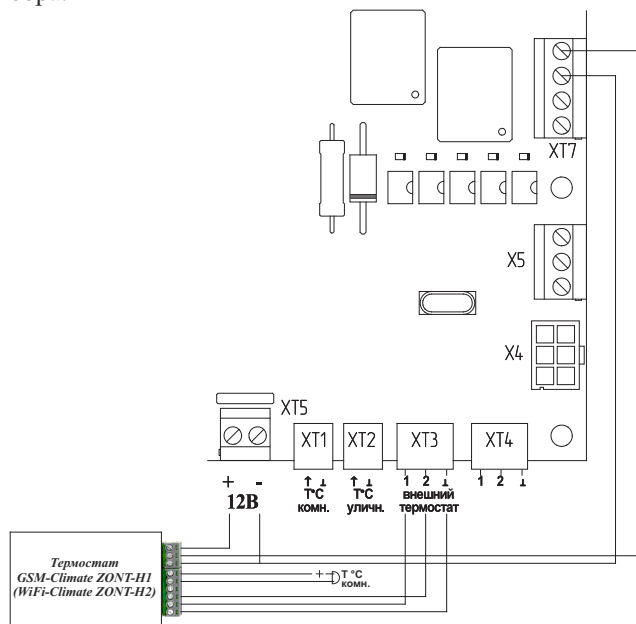 XT7
X5
X4
XT5
XT1 XT2 XT3 XT4
+ -
12В
↑ ⊥
T°C
комн.
↑ ⊥
T°C
уличн.
1 2 ⊥
внешний
термостат
1 2 ⊥
Термостат
GSM-Climate ZONT-H1
(WiFi-Climate ZONT-H2)
+ -
T °C
комн.